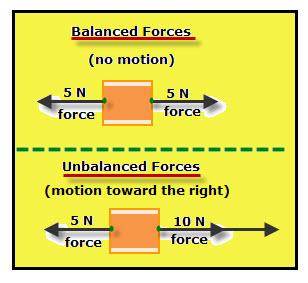 Balanced Forces
(no motion)
5 N 5 N
force force
Unbalanced Forces
(motion toward the right)
5 N 10 N
force force